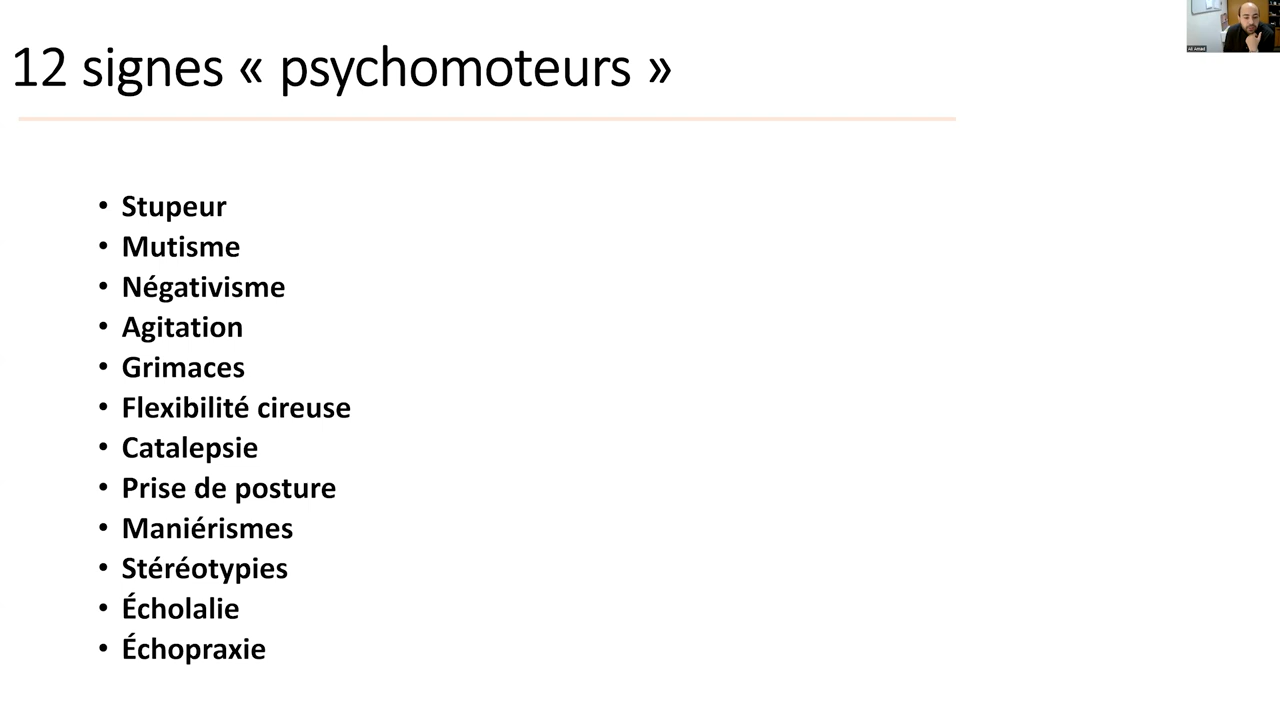 12 signes « psychomoteurs »
• Stupeur
• Mutisme
• Négativisme
• Agitation
• Grimaces
• Flexibilité cireuse
• Catalepsie
• Prise de posture
• Maniérismes
• Stéréotypies
• Écholalie
• Échopraxie